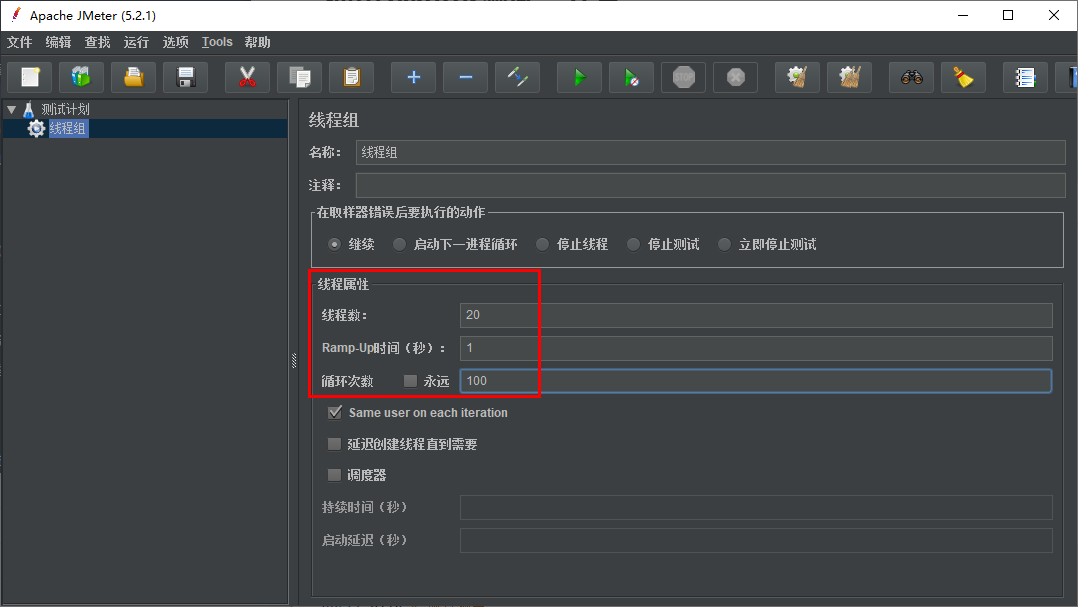 Apache JMeter (5.2.1)
文件 编辑 查找 运行 选项 Tools 帮助
STOP
测试计划
线程组
线程组
名称： 线程组
注释：
在取样器错误后要执行的动作
继续 启动下一进程循环 停止线程 停止测试 立即停止测试
线程属性
线程数： 20
Ramp-Up时间（秒）： 1
循环次数 永远 100
Same user on each iteration
延迟创建线程直到需要
调度器
持续时间（秒）
启动延迟（秒）